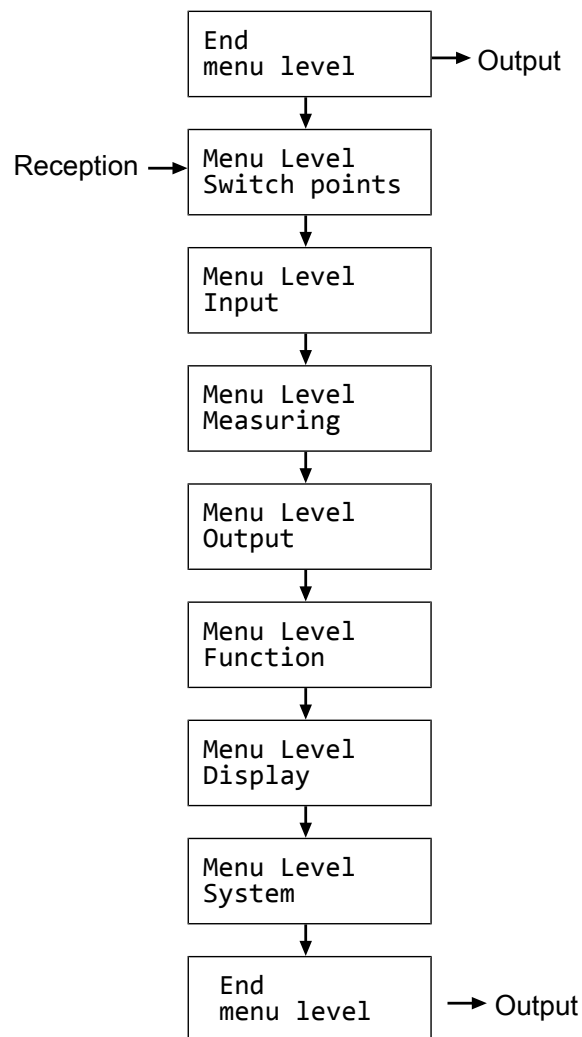 End
menu level
Output
Reception
Menu Level
Switch points
Menu Level
Input
Menu Level
Measuring
Menu Level
Output
Menu Level
Function
Menu Level
Display
Menu Level
System
End
menu level
Output